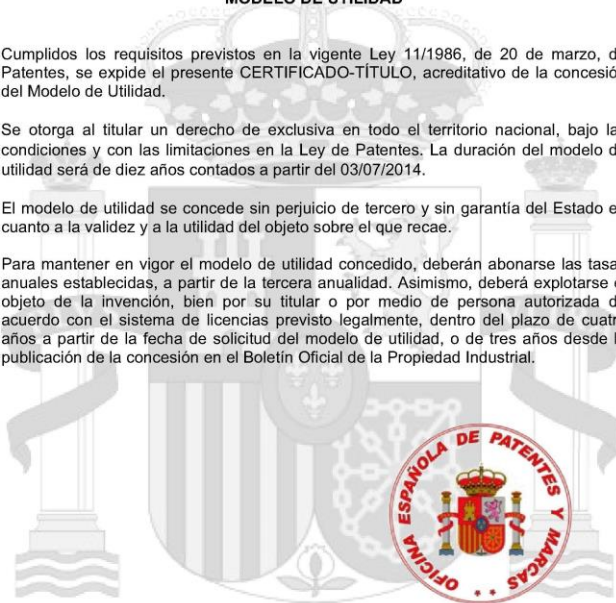 MODELO DE UTILIDAD
Cumplidos los requisitos previstos en la vigente Ley 11/1986, de 20 de marzo, d
Patentes, se expide el presente CERTIFICADO-TÍTULO, acreditativo de la concesió
del Modelo de Utilidad.
Se otorga al titular un derecho de exclusiva en todo el territorio nacional, bajo la
condiciones y con las limitaciones en la Ley de Patentes. La duración del modelo d
utilidad será de diez años contados a partir del 03/07/2014.
El modelo de utilidad se concede sin perjuicio de tercero y sin garantía del Estado e
cuanto a la validez y a la utilidad del objeto sobre el que recae.
Para mantener en vigor el modelo de utilidad concedido, deberán abonarse las tasa
anuales establecidas, a partir de la tercera anualidad. Asimismo, deberá explotarse e
objeto de la invención, bien por su titular o por medio de persona autorizada d
acuerdo con el sistema de licencias previsto legalmente, dentro del plazo de cuatr
años a partir de la fecha de solicitud del modelo de utilidad, o de tres años desde l
publicación de la concesión en el Boletín Oficial de la Propiedad Industrial.
OFICINA ESPAÑOLA DE PATENTES Y MARCAS